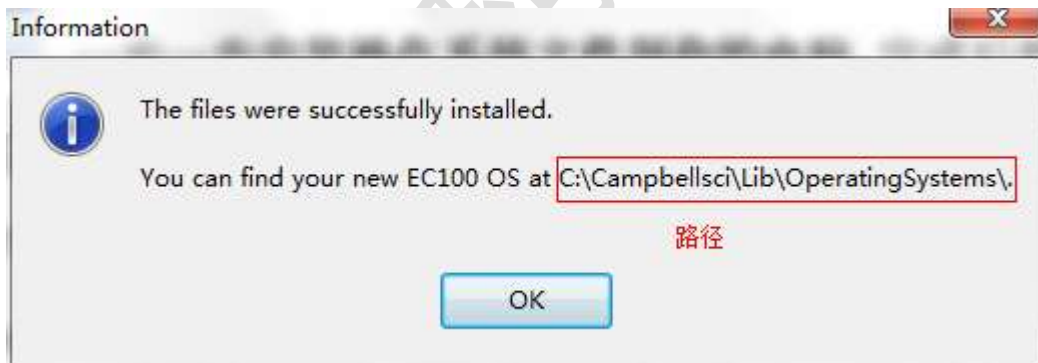 Information
The files were successfully installed.
You can find your new EC100 OS at C:\Campbellsci\Lib\OperatingSystems\.
路径
OK